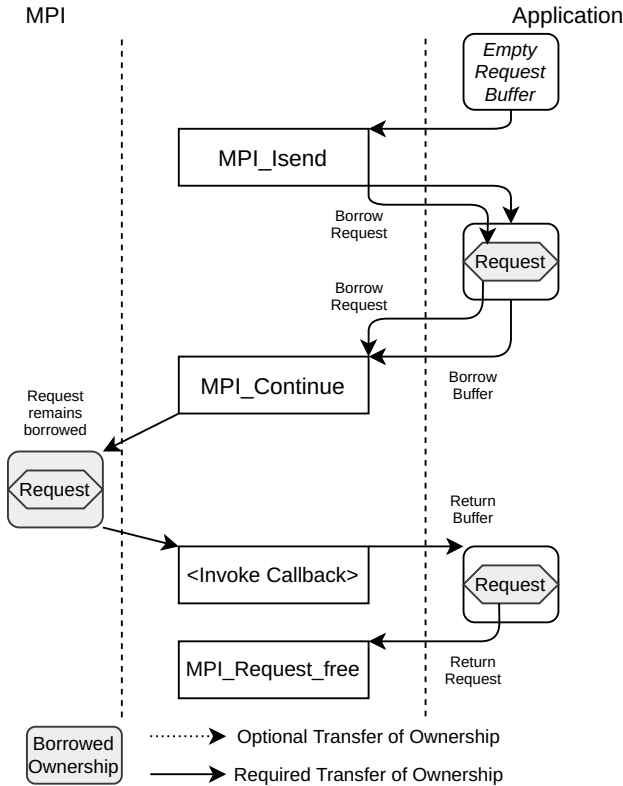 MPI
Application
Empty
Request
Buffer
MPI_Isend
Borrow
Request
Request
Borrow
Request
MPI_Continue
Borrow
Buffer
Request
remains
borrowed
Request
Return
Buffer
<Invoke Callback>
Request
MPI_Request_free
Return
Request
Borrowed
Ownership
Optional Transfer of Ownership
Required Transfer of Ownership